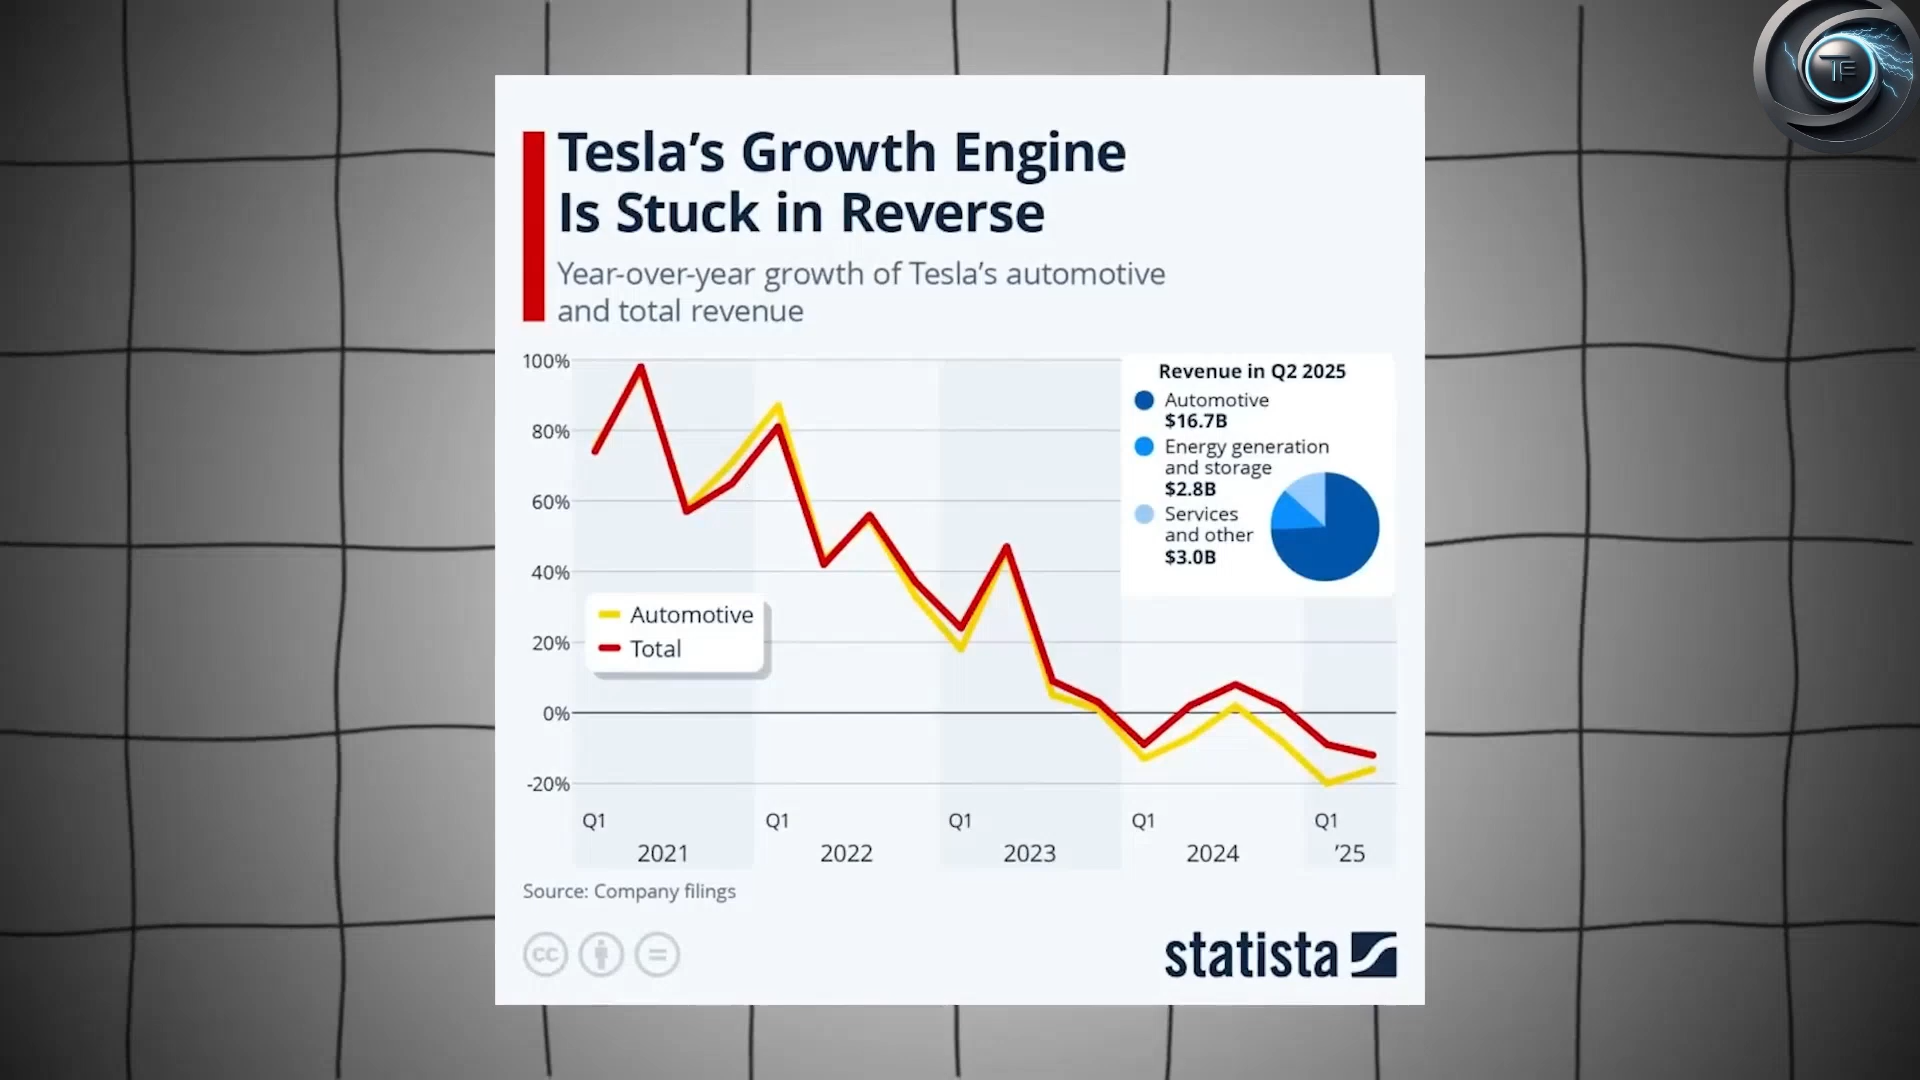 TE
Tesla’s Growth Engine
Is Stuck in Reverse
Year-over-year growth of Tesla’s automotive
and total revenue
100%
80%
60%
40%
20%
0%
-20%
Revenue in Q2 2025
Automotive
$16.7B
Energy generation
and storage
$2.8B
Services
and other
$3.0B
Automotive
Total
Q1 Q1 Q1 Q1 Q1
2021 2022 2023 2024 ’25
Source: Company filings
cc
statista